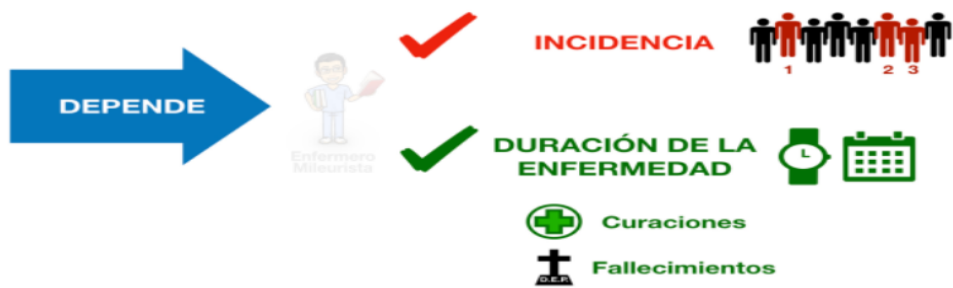 DEPENDE
Enfermero
Mileurista
INCIDENCIA
1 2 3
DURACIÓN DE LA
ENFERMEDAD
Curaciones
D.E.P.
Fallecimientos